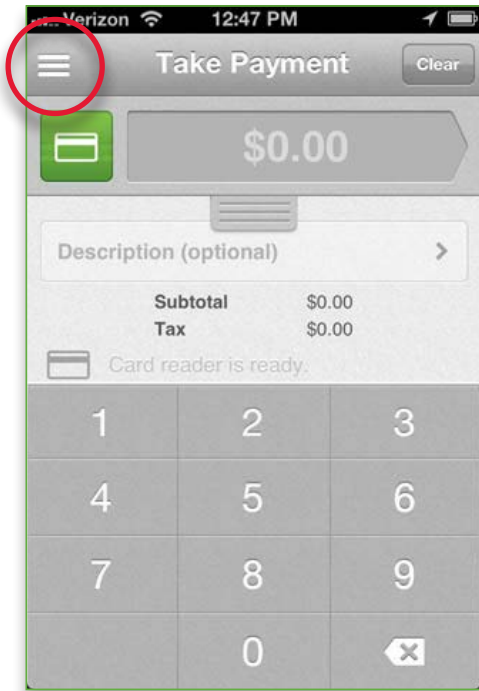 Verizon 12:47 PM
Take Payment Clear
$0.00
Description (optional)
Subtotal $0.00
Tax $0.00
Card reader is ready.
1 2 3
4 5 6
7 8 9
0